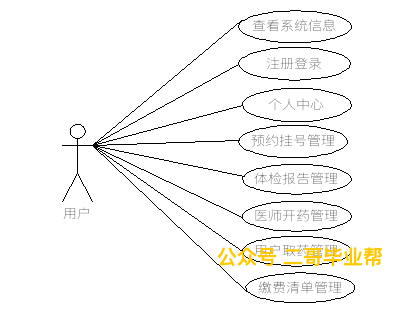 查看系统信息
注册登录
个人中心
预约挂号管理
体检报告管理
医师开药管理
用户取药管理
公众号 二哥毕业帮
缴费清单管理
用户